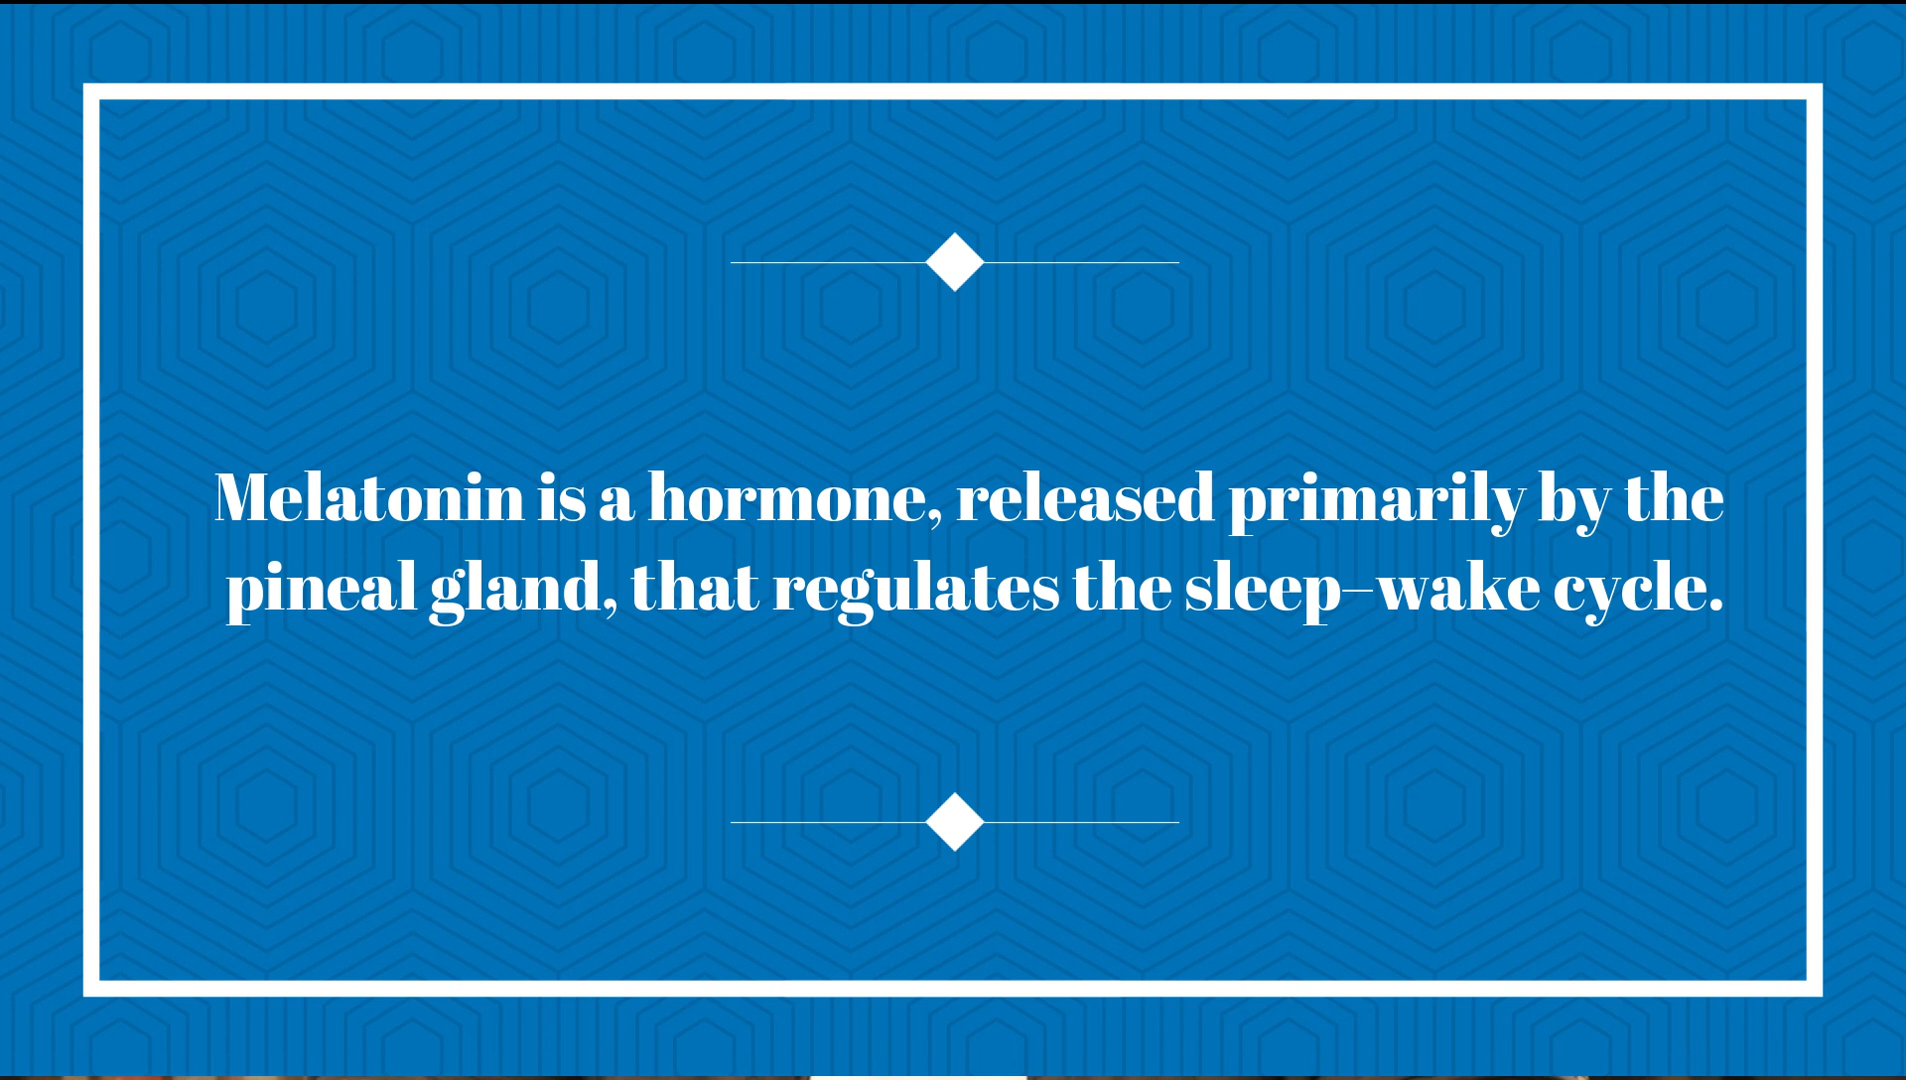 Melatonin is a hormone, released primarily by the
pineal gland, that regulates the sleep–wake cycle.